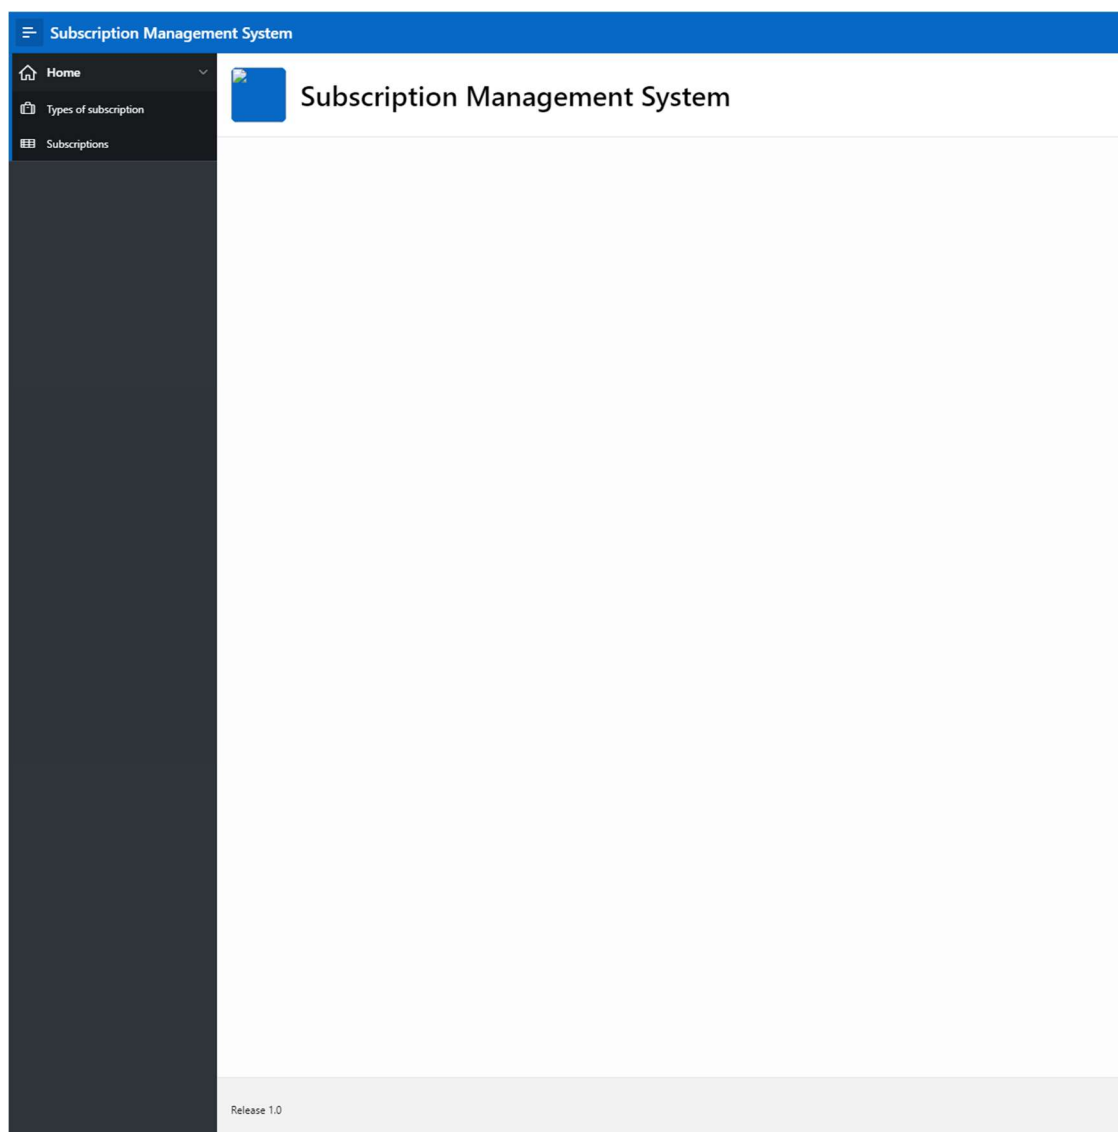 Subscription Management System
Home
Types of subscription
Subscriptions
Subscription Management System
Release 1.0